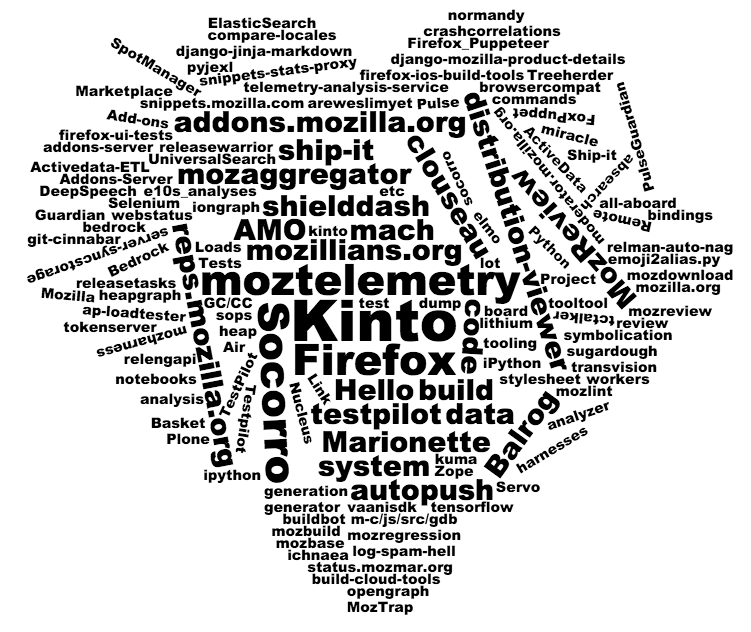 normandy
ElasticSearch
crashcorrelations
compare-locales
Firefox_Puppeteer
SpotManager
django-jinja-markdown
django-mozilla-product-details
pyjexl
snippets-stats-proxy
firefox-ios-build-tools Treeherder
Marketplace
telemetry-analysis-service
browsercompat
snippets.mozilla.com areweslimyet Pulse
commands
PulseGuardian
Add-ons
addons.mozilla.org
distribution-viewer
FoxPuppet
firefox-ui-tests
miracle
addons-server releasewarrior
ship-it
clouseau
moderator.mozilla.org
ActiveData
Ship-it
UniversalSearch
socorro
absearch
Activedata-ETL
mozaggregator
MozReview
Addons-Server
DeepSpeech e10s_analyses
etc
Selenium
iongraph
shielddash
all-aboard
Guardian webstatus
elmo
Remote
bindings
bedrock
reps.mozilla.org
AMO
kinto
mach
Python
git-cinnabar
server-syncstorage
Loads
mozillians.org
relman-auto-nag
Bedrock
Tests
lot
emoji2alias.py
releasetasks
moztelemetry
Project
mozdownload
Mozilla heapgraph
mozilla.org
GC/CC
Socorro
Kinto
test
dump
code
board
tooltool
mozreview
ap-loadtester
sops
lithium
tctalker
review
tokenserver
heap
symbolication
mozharness
Air
tooling
sugardough
relengapi
Firefox
iPython
transvision
notebooks
TestPilot
Testpilot
Nucleus
Link
Hello
build
stylesheet workers
analysis
mozlint
testpilot
data
Balrog
analyzer
Basket
Plone
Marionette
harnesses
ipython
system
kuma
Zope
generation
autopush
Servo
generator vaanisdk tensorflow
buildbot m-c/js/src/gdb
mozbuild
mozregression
mozbase
ichnaea
log-spam-hell
status.mozmar.org
build-cloud-tools
opengraph
MozTrap